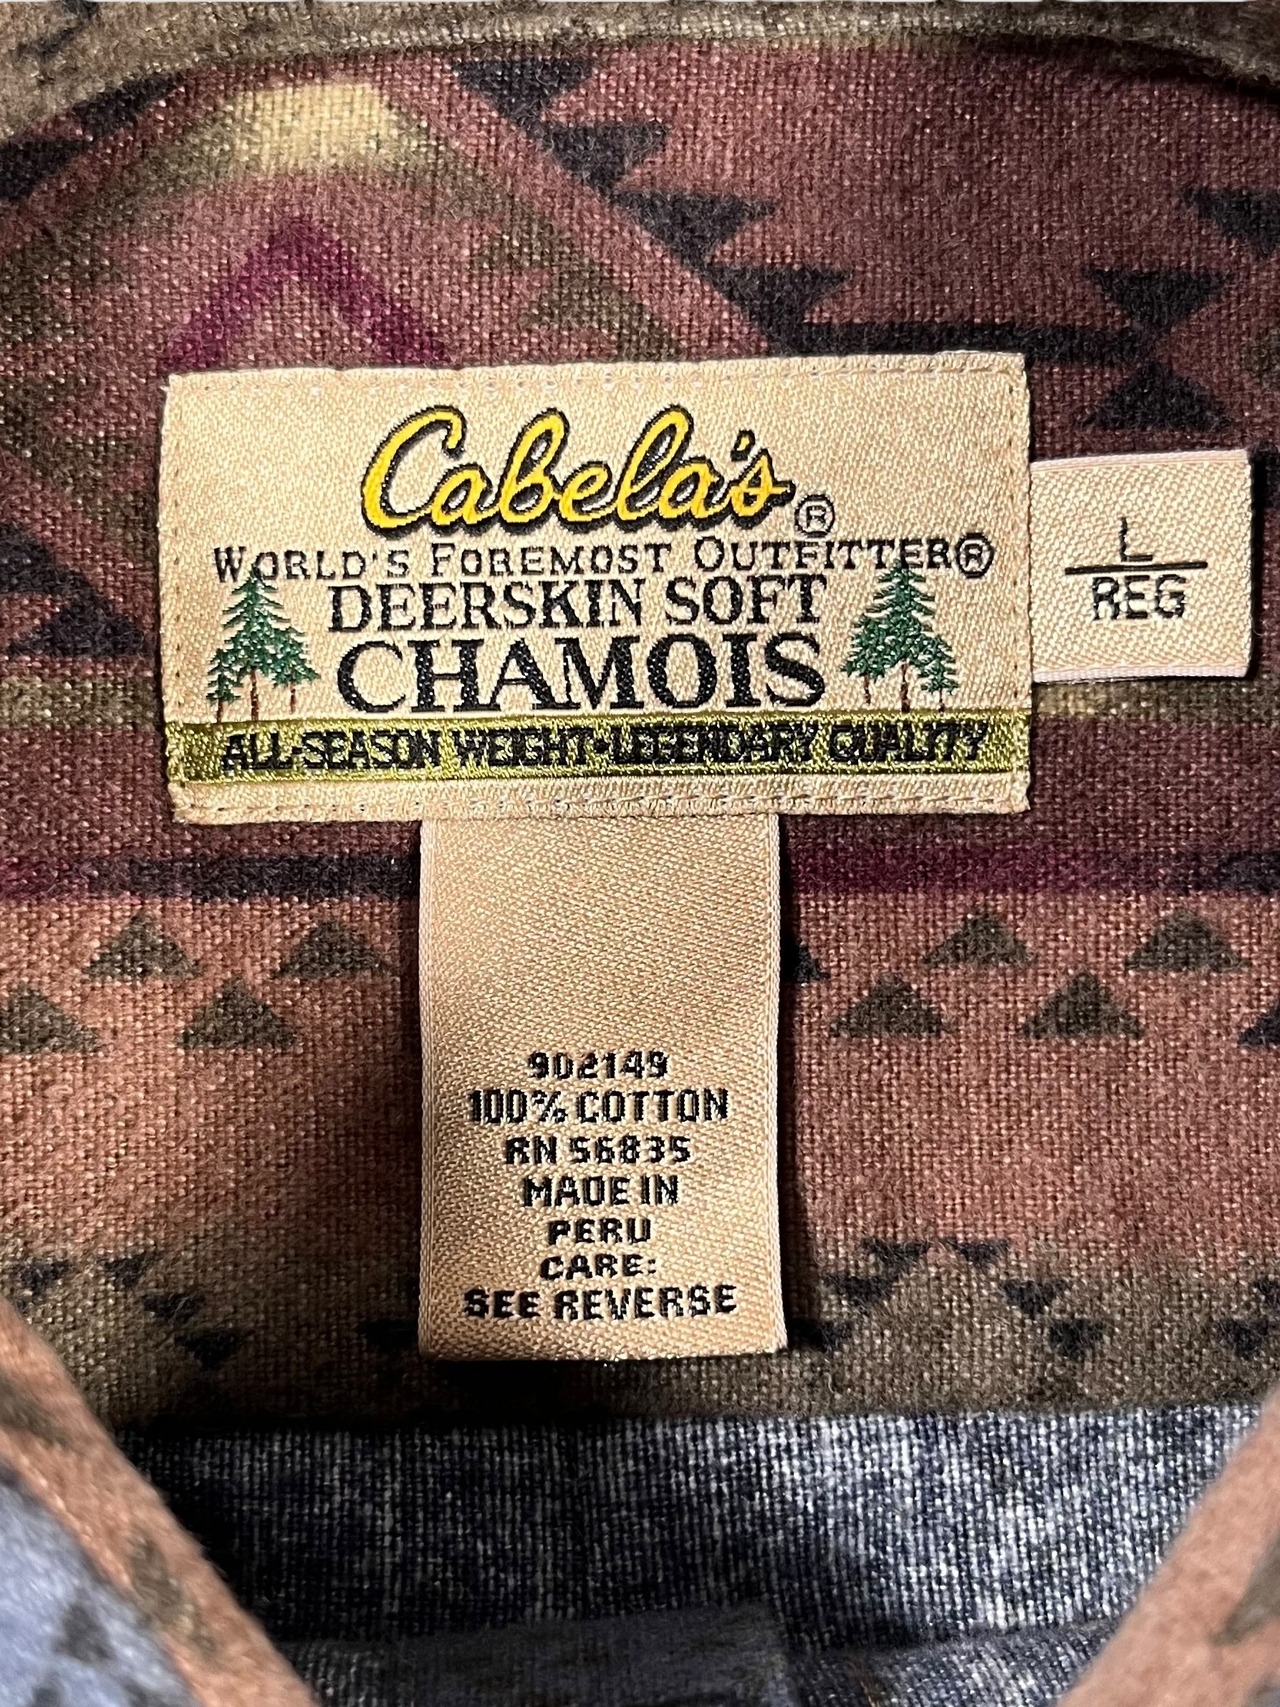 Cabela's®
WORLD'S FOREMOST OUTFITTER®
DEERSKIN SOFT
CHAMOIS
ALL-SEASON WEIGHT•LEGENDARY QUALITY
L
REG
902149
100% COTTON
RN 56835
MADE IN
PERU
CARE:
SEE REVERSE